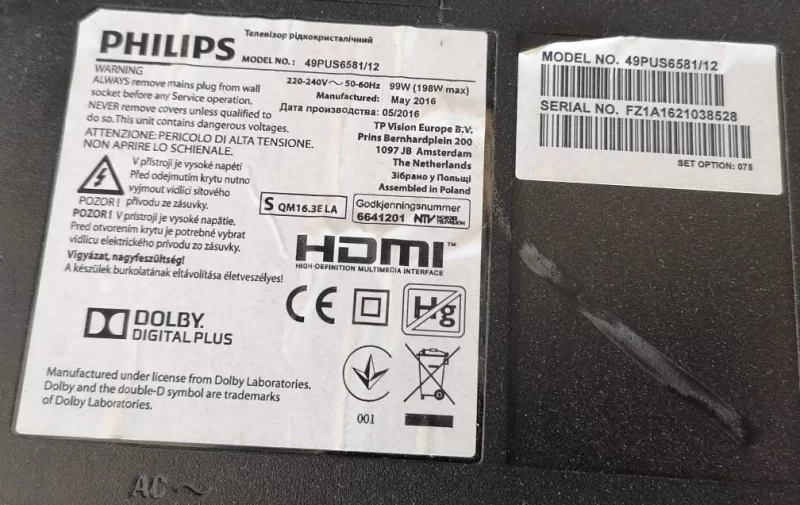 PHILIPS
Телевізор рідкокристалічний
MODEL NO.: 49PUS6581/12
WARNING
ALWAYS remove mains plug from wall
socket before any Service operation.
NEVER remove covers unless qualified to
do so. This unit contains dangerous voltages.
ATTENZIONE: PERICOLO DI ALTA TENSIONE.
NON APRIRE LO SCHIENALE.
V přístroji je vysoké napětí
Před odejmutím krytu nutno
vyjmout vidlici síťového
POZOR! přívodu ze zásuvky.
POZOR! V prístroji je vysoké napätie.
Pred otvorením krytu je potrebné vybrat
vidlicu elektrického prívodu zo zásuvky.
Vigyázat, nagyfeszültség!
A készülek burkolatának eltávolítása életveszélyes!
220-240V ~ 50-60Hz 99W (198W max)
Manufactured: May 2016
Дата производства: 05/2016
TP Vision Europe B.V.
Prins Bernhardplein 200
1097 JB Amsterdam
The Netherlands
Зібрано у Польщі
Assembled in Poland
S QM16.3E LA
Godkjenningsnummer
6641201 NTV NORGES TELEVISJON
HDMI™
HIGH-DEFINITION MULTIMEDIA INTERFACE
CE
Hg
DOLBY.
DIGITAL PLUS
Manufactured under license from Dolby Laboratories.
Dolby and the double-D symbol are trademarks
of Dolby Laboratories.
001
MODEL NO. 49PUS6581/12
SERIAL NO. FZ1A1621038528
SET OPTION: 075
AC ~